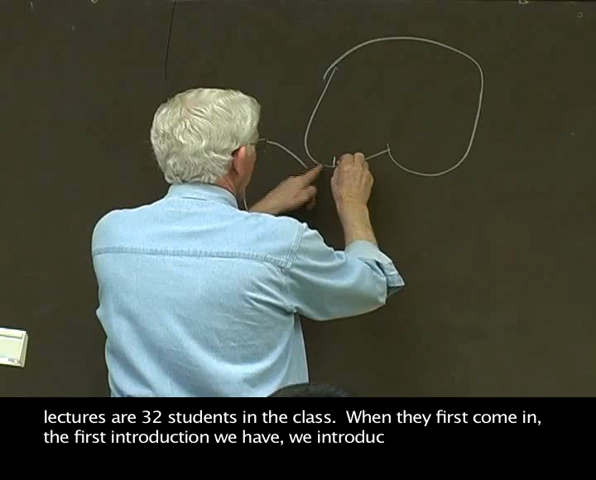 lectures are 32 students in the class.  When they first come in,
the first introduction we have, we introduc